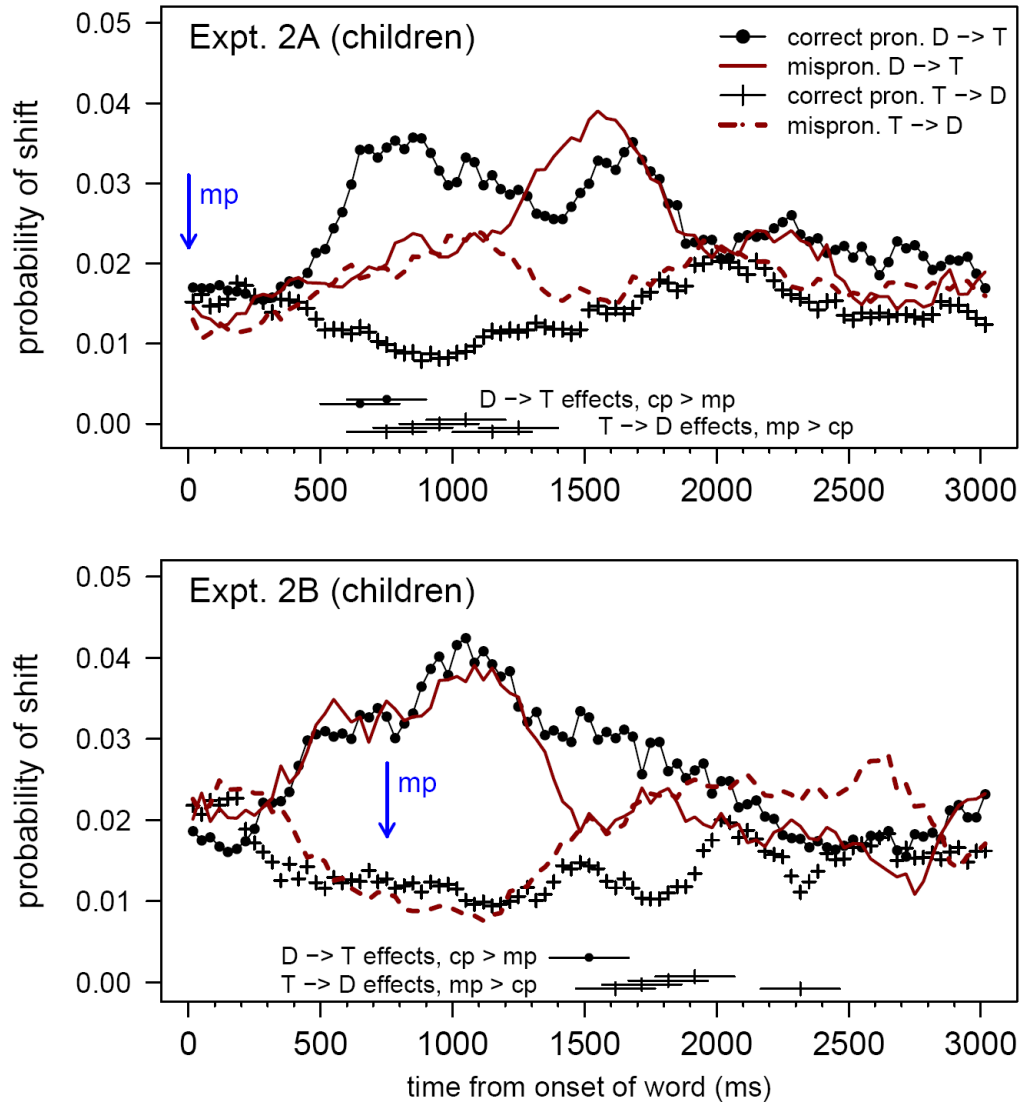 Expt. 2A (children)
correct pron. D −> T
mispron. D −> T
correct pron. T −> D
mispron. T −> D
mp
D −> T effects, cp > mp
T −> D effects, mp > cp
probability of shift
0.05
0.04
0.03
0.02
0.01
0.00
0 500 1000 1500 2000 2500 3000
Expt. 2B (children)
mp
D −> T effects, cp > mp
T −> D effects, mp > cp
probability of shift
0.05
0.04
0.03
0.02
0.01
0.00
0 500 1000 1500 2000 2500 3000
time from onset of word (ms)